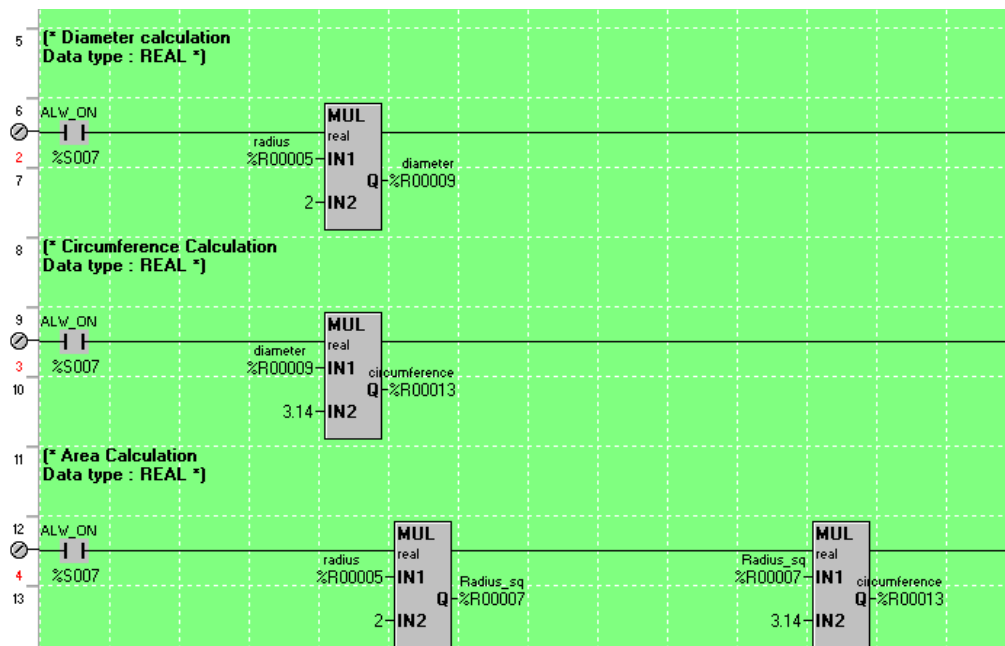 5 (* Diameter calculation
Data type : REAL *)
6 ALW_ON
MUL
real
radius
2 %S007 %R00005 IN1
diameter
7 Q %R00009
2 IN2
8 (* Circumference Calculation
Data type : REAL *)
9 ALW_ON
MUL
real
diameter
3 %S007 %R00009 IN1
circumference
10 Q %R00013
3.14 IN2
11 (* Area Calculation
Data type : REAL *)
12 ALW_ON
MUL MUL
real real
radius Radius_sq
4 %S007 %R00005 IN1 %R00007 IN1
Radius_sq circumference
13 Q %R00007 Q %R00013
2 IN2 3.14 IN2